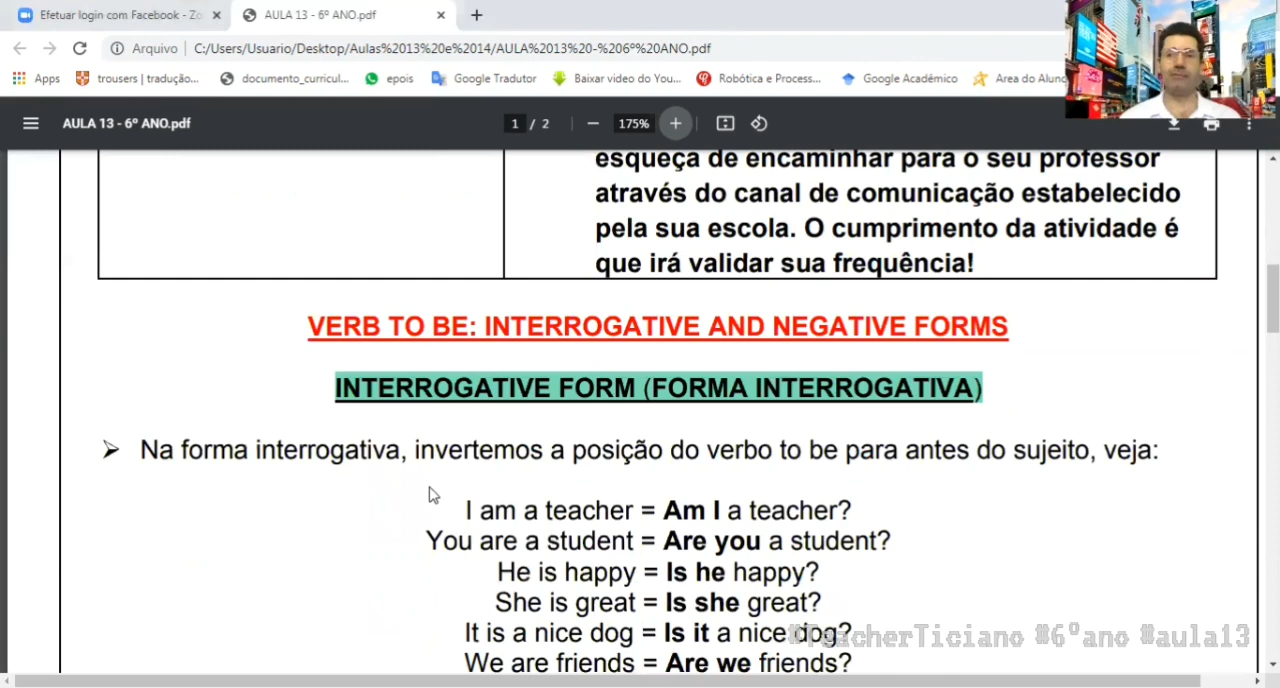 Efetuar login com Facebook - Zo
AULA 13 - 6º ANO.pdf
Arquivo
C:/Users/Usuario/Desktop/Aulas%2013%20e%2014/AULA%2013%20-%206º%20ANO.pdf
Apps
trousers | tradução...
documento_curricul...
epois
Google Tradutor
Baixar video do You...
Robótica e Process...
Google Acadêmico
Area do Aluno
AULA 13 - 6º ANO.pdf
1 / 2
175%
esqueça de encaminhar para o seu professor
através do canal de comunicação estabelecido
pela sua escola. O cumprimento da atividade é
que irá validar sua frequência!
VERB TO BE: INTERROGATIVE AND NEGATIVE FORMS
INTERROGATIVE FORM (FORMA INTERROGATIVA)
➢ Na forma interrogativa, invertemos a posição do verbo to be para antes do sujeito, veja:
I am a teacher = Am I a teacher?
You are a student = Are you a student?
He is happy = Is he happy?
She is great = Is she great?
It is a nice dog = Is it a nice dog?
#TeacherTiciano #6ºano #aula13
We are friends = Are we friends?